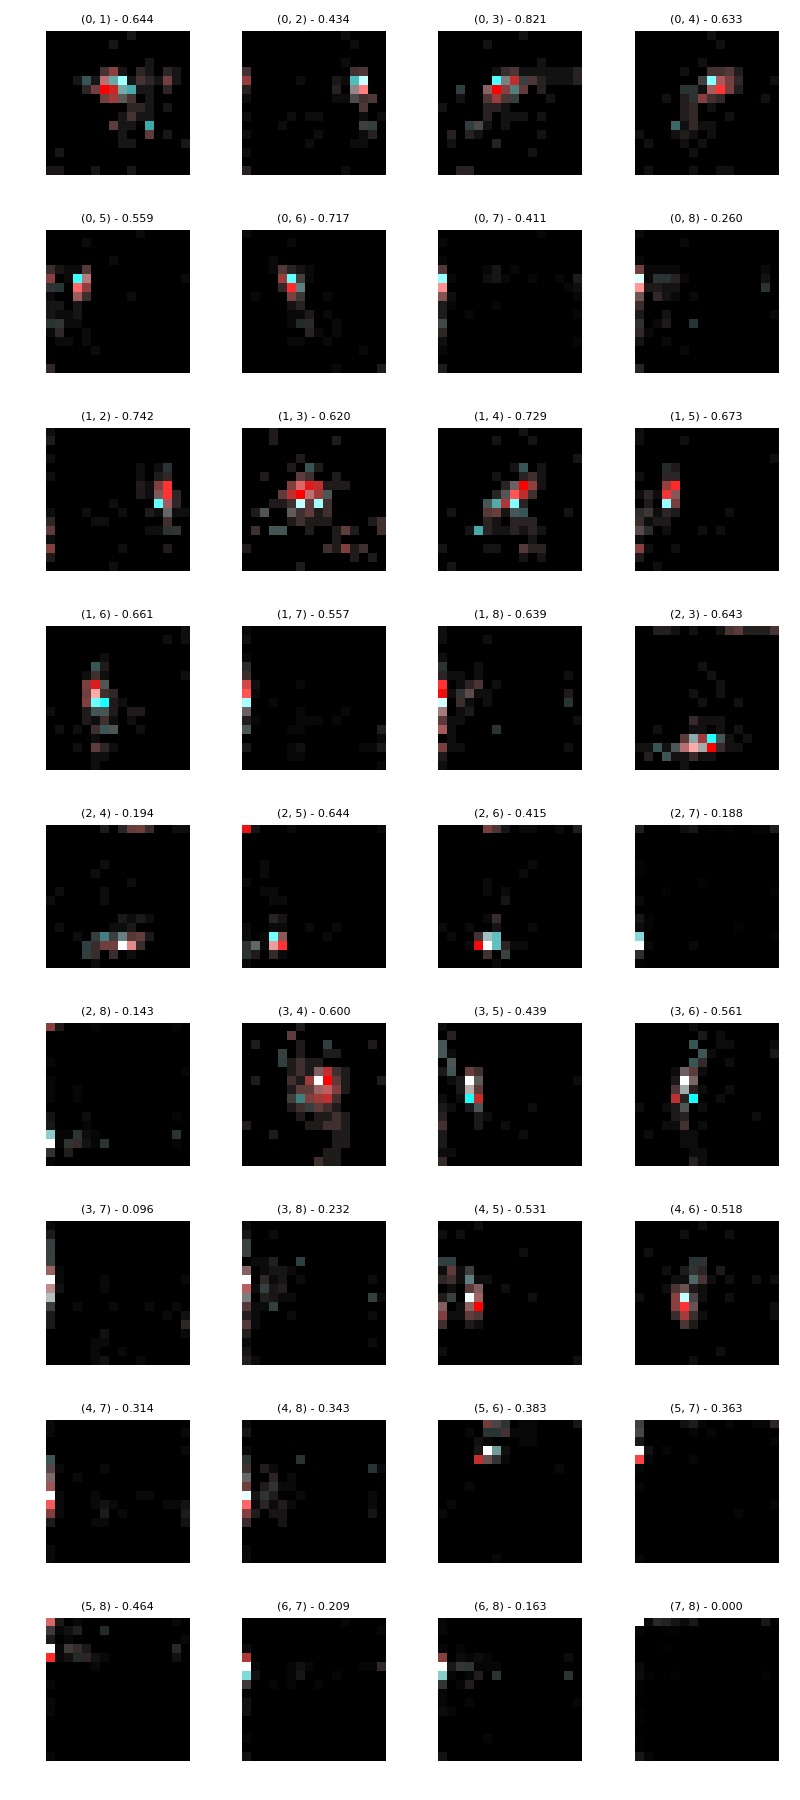 (0, 1) - 0.644 (0, 2) - 0.434 (0, 3) - 0.821 (0, 4) - 0.633
(0, 5) - 0.559 (0, 6) - 0.717 (0, 7) - 0.411 (0, 8) - 0.260
(1, 2) - 0.742 (1, 3) - 0.620 (1, 4) - 0.729 (1, 5) - 0.673
(1, 6) - 0.661 (1, 7) - 0.557 (1, 8) - 0.639 (2, 3) - 0.643
(2, 4) - 0.194 (2, 5) - 0.644 (2, 6) - 0.415 (2, 7) - 0.188
(2, 8) - 0.143 (3, 4) - 0.600 (3, 5) - 0.439 (3, 6) - 0.561
(3, 7) - 0.096 (3, 8) - 0.232 (4, 5) - 0.531 (4, 6) - 0.518
(4, 7) - 0.314 (4, 8) - 0.343 (5, 6) - 0.383 (5, 7) - 0.363
(5, 8) - 0.464 (6, 7) - 0.209 (6, 8) - 0.163 (7, 8) - 0.000